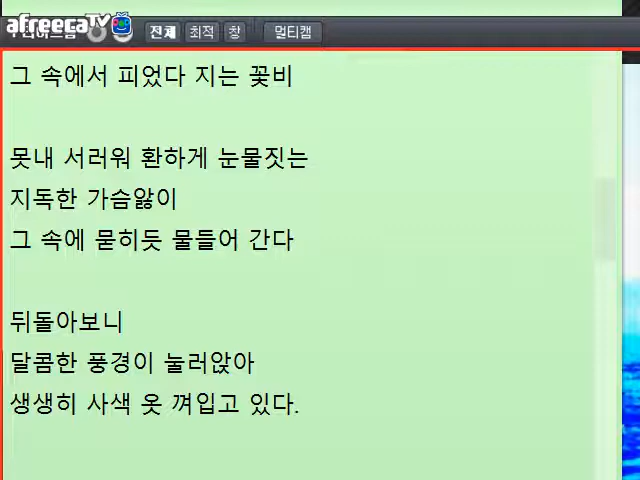 afreecaTV
전체 최적 창 멀티캠
그 속에서 피었다 지는 꽃비
못내 서러워 환하게 눈물짓는
지독한 가슴앓이
그 속에 묻히듯 물들어 간다
뒤돌아보니
달콤한 풍경이 눌러앉아
생생히 사색 옷 껴입고 있다.